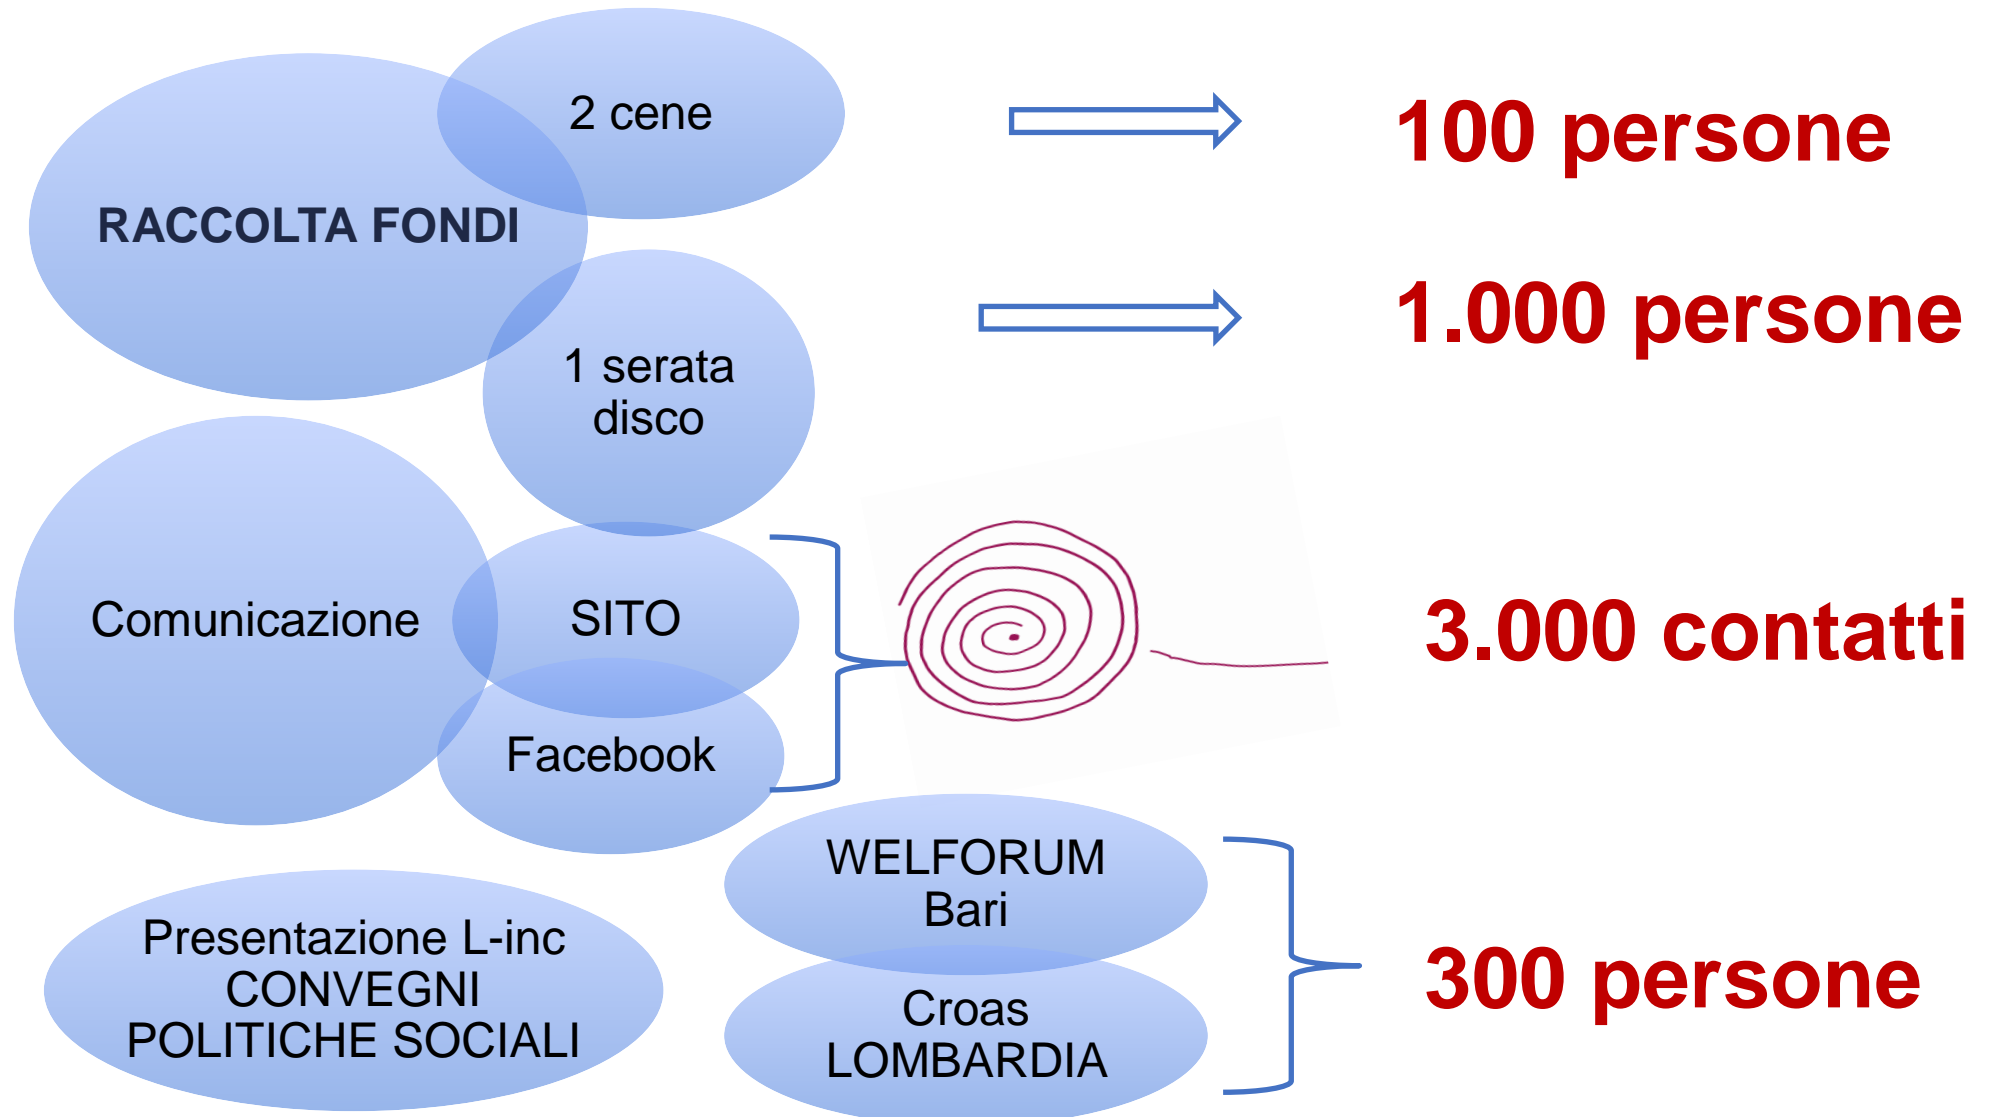 2 cene
100 persone
RACCOLTA FONDI
1.000 persone
1 serata
disco
Comunicazione
SITO
3.000 contatti
Facebook
WELFORUM
Bari
Presentazione L-inc
CONVEGNI
POLITICHE SOCIALI
300 persone
Croas
LOMBARDIA